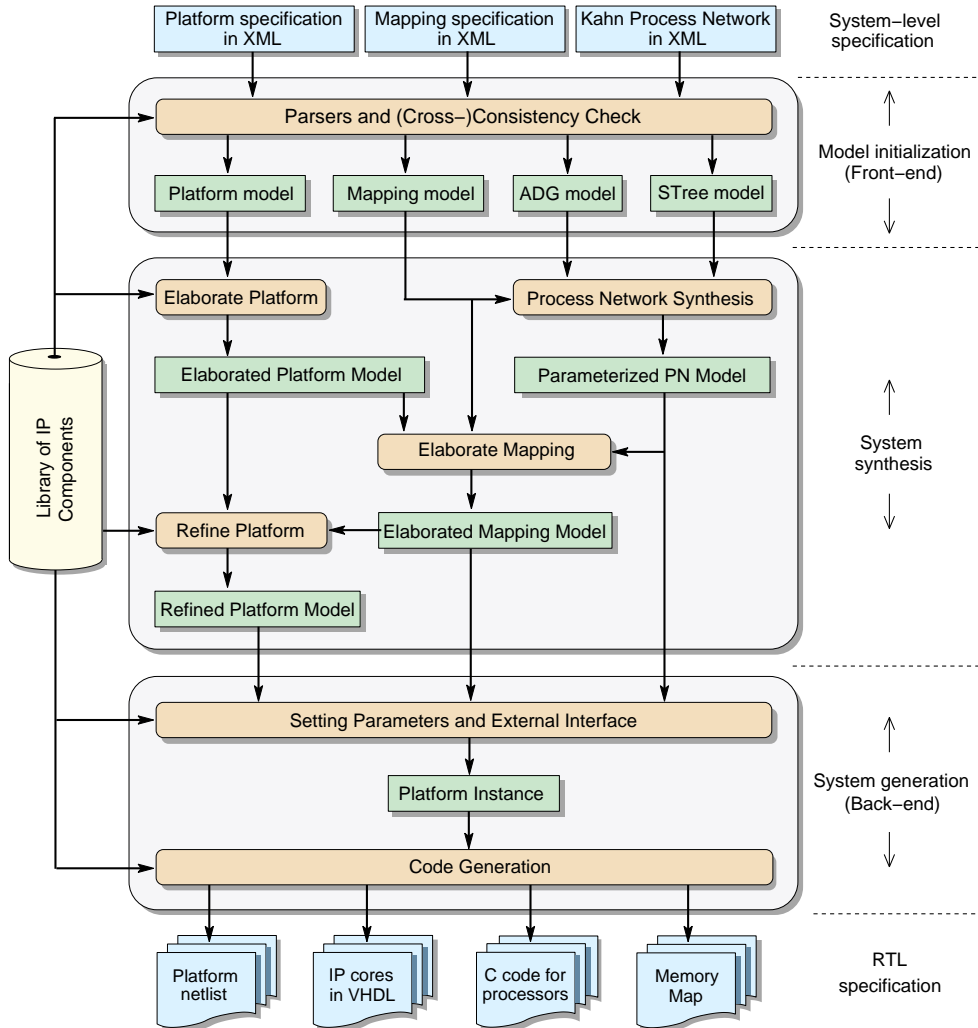 Platform specification
in XML
Mapping specification
in XML
Kahn Process Network
in XML
System−level
specification
Parsers and (Cross−)Consistency Check
Platform model
Mapping model
ADG model
STree model
Model initialization
(Front−end)
Elaborate Platform
Process Network Synthesis
Elaborated Platform Model
Parameterized PN Model
Library of IP
Components
Elaborate Mapping
System
synthesis
Refine Platform
Elaborated Mapping Model
Refined Platform Model
Setting Parameters and External Interface
Platform Instance
System generation
(Back−end)
Code Generation
Platform
netlist
IP cores
in VHDL
C code for
processors
Memory
Map
RTL
specification